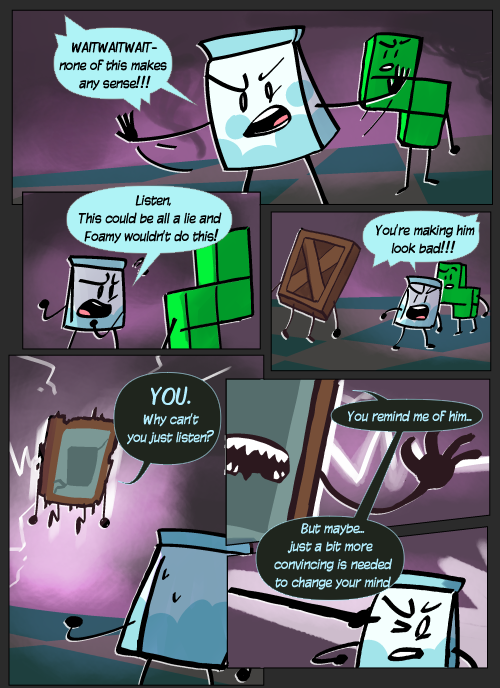 WAITWAITWAIT-
none of this makes
any sense!!!
Listen,
This could be all a lie and
Foamy wouldn't do this!
You're making him
look bad!!!
YOU.
Why can't
you just listen?
You remind me of him...
But maybe...
just a bit more
convincing is needed
to change your mind